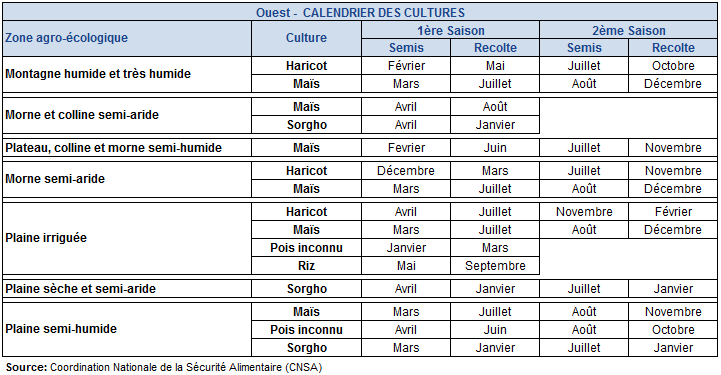 Ouest - CALENDRIER DES CULTURES
Zone agro-écologique Culture 1ère Saison 2ème Saison
Semis Recolte Semis Recolte
Montagne humide et très humide Haricot Février Mai Juillet Octobre
Maïs Mars Juillet Août Décembre
Morne et colline semi-aride Maïs Avril Août
Sorgho Avril Janvier
Plateau, colline et morne semi-humide Maïs Fevrier Juin Juillet Novembre
Morne semi-aride Haricot Décembre Mars Juillet Novembre
Maïs Mars Juillet Août Décembre
Plaine irriguée Haricot Avril Juillet Novembre Février
Maïs Mars Juillet Août Décembre
Pois inconnu Janvier Mars
Riz Mai Septembre
Plaine sèche et semi-aride Sorgho Avril Janvier Juillet Janvier
Plaine semi-humide Maïs Mars Juillet Août Novembre
Pois inconnu Avril Juin Août Octobre
Sorgho Mars Janvier Juillet Janvier
Source: Coordination Nationale de la Sécurité Alimentaire (CNSA)